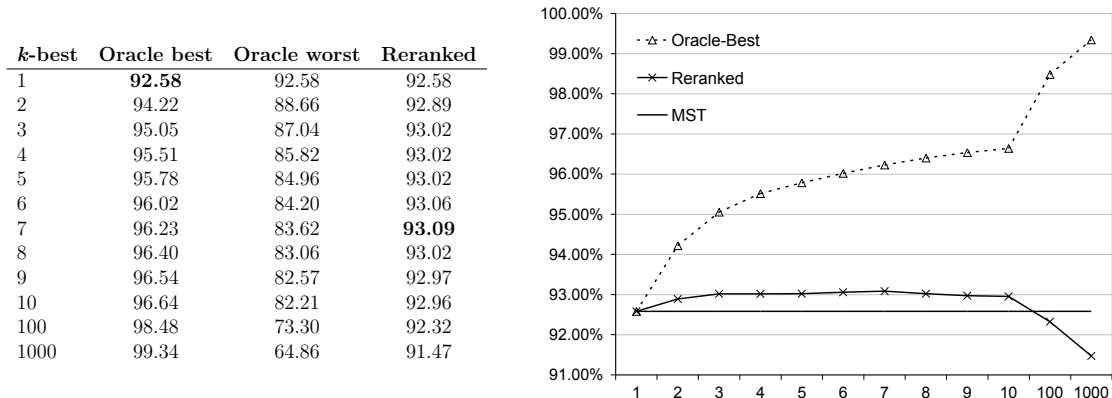 k-best Oracle best Oracle worst Reranked
1 92.58 92.58 92.58
2 94.22 88.66 92.89
3 95.05 87.04 93.02
4 95.51 85.82 93.02
5 95.78 84.96 93.02
6 96.02 84.20 93.06
7 96.23 83.62 93.09
8 96.40 83.06 93.02
9 96.54 82.57 92.97
10 96.64 82.21 92.96
100 98.48 73.30 92.32
1000 99.34 64.86 91.47
100.00%
99.00%
98.00%
97.00%
96.00%
95.00%
94.00%
93.00%
92.00%
91.00%
Oracle-Best
Reranked
MST
1 2 3 4 5 6 7 8 9 10 100 1000